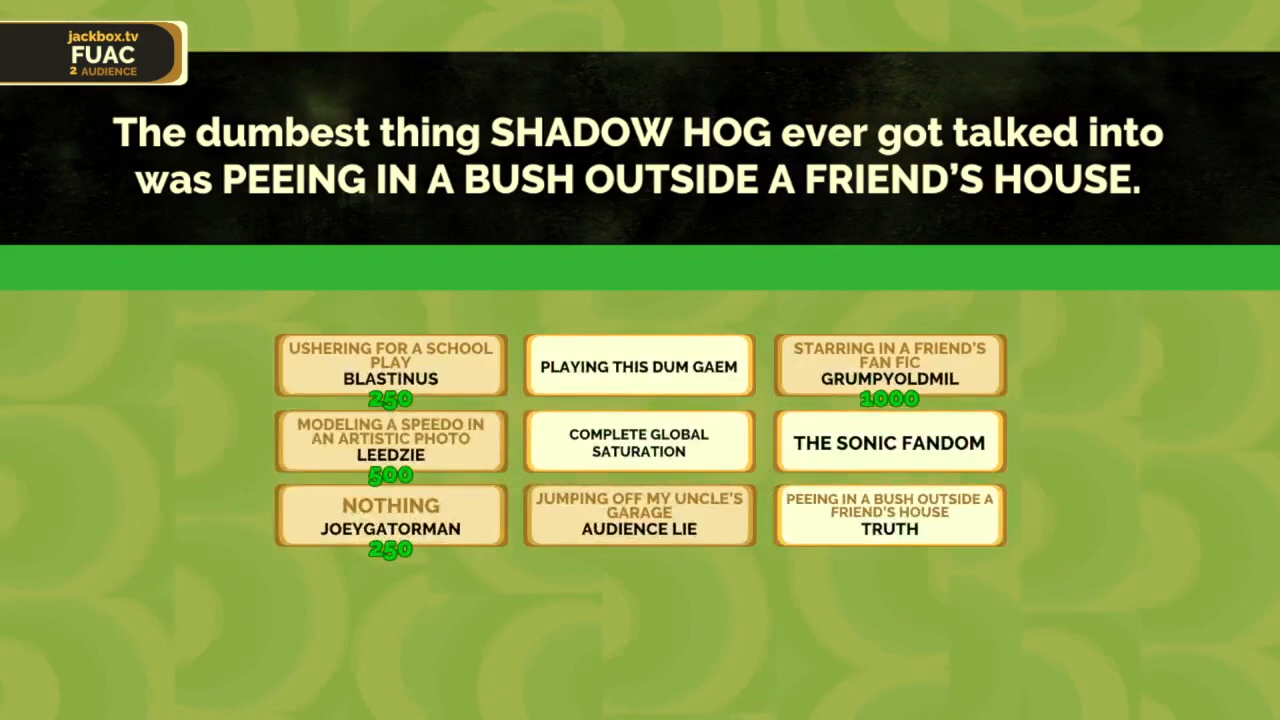 jackbox.tv
FUAC
2 AUDIENCE
The dumbest thing SHADOW HOG ever got talked into
was PEEING IN A BUSH OUTSIDE A FRIEND'S HOUSE.
USHERING FOR A SCHOOL
PLAY
BLASTINUS
250
PLAYING THIS DUM GAEM
STARRING IN A FRIEND'S
FAN FIC
GRUMPYOLDMIL
1000
MODELING A SPEEDO IN
AN ARTISTIC PHOTO
LEEDZIE
500
COMPLETE GLOBAL
SATURATION
THE SONIC FANDOM
NOTHING
JOEYGATORMAN
250
JUMPING OFF MY UNCLE'S
GARAGE
AUDIENCE LIE
PEEING IN A BUSH OUTSIDE A
FRIEND'S HOUSE
TRUTH